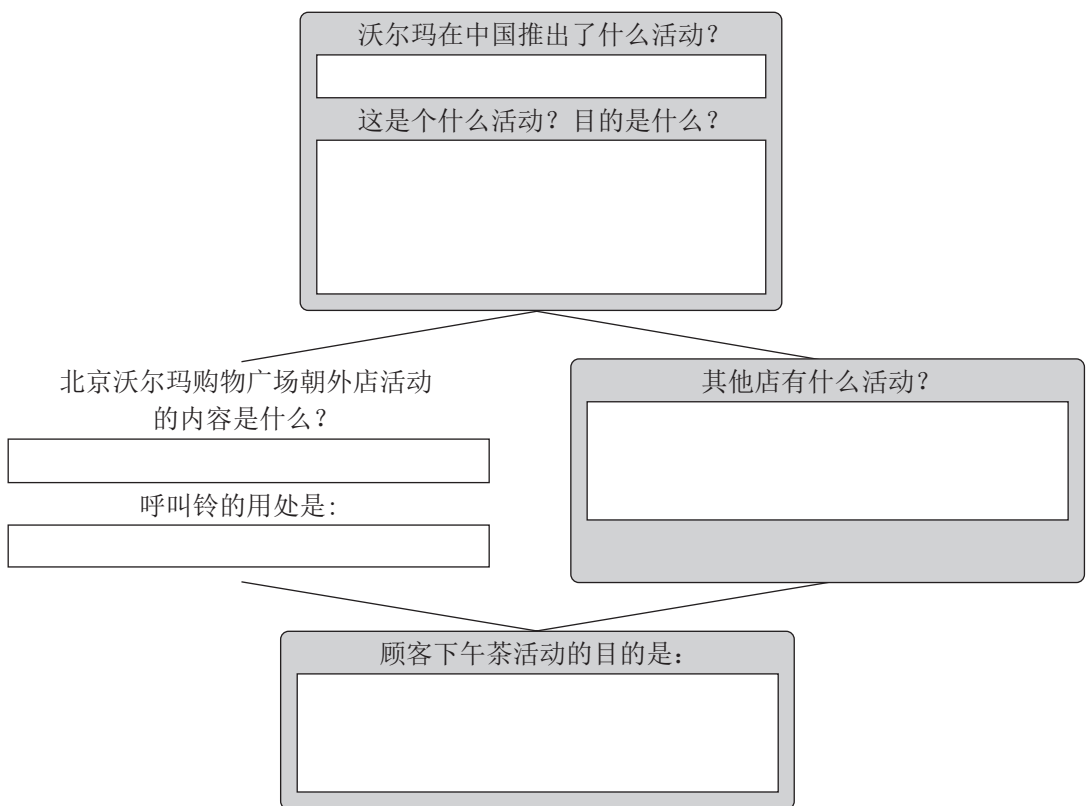 沃尔玛在中国推出了什么活动？
这是个什么活动？目的是什么？
北京沃尔玛购物广场朝外店活动
的内容是什么？
其他店有什么活动？
呼叫铃的用处是：
顾客下午茶活动的目的是：